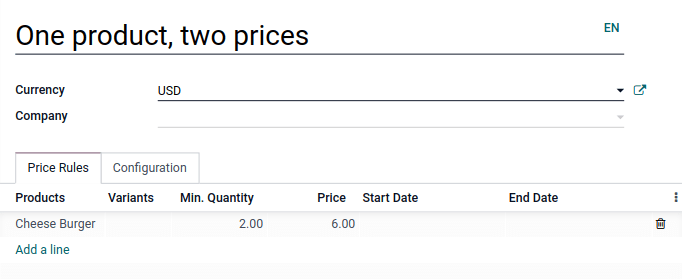 One product, two prices EN
Currency USD
Company
Price Rules Configuration
Products Variants Min. Quantity Price Start Date End Date
Cheese Burger 2.00 6.00
Add a line